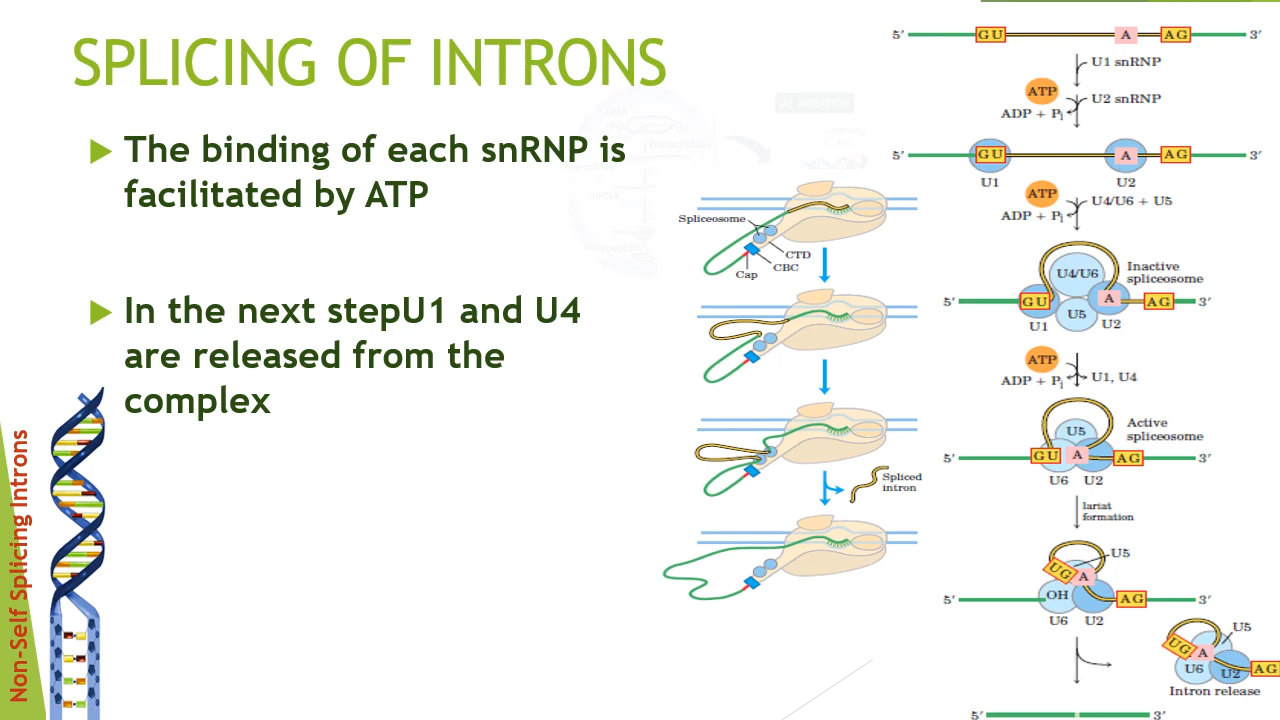 SPLICING OF INTRONS
The binding of each snRNP is
facilitated by ATP
In the next stepU1 and U4
are released from the
complex
Non-Self Splicing Introns
Spliceosome
CTD
CBC
Cap
Spliced
intron
5′ GU A AG 3′
U1 snRNP
ATP
U2 snRNP
ADP + Pi
5′ GU A AG 3′
U1 U2
ATP
U4/U6 + U5
ADP + Pi
U4/U6
Inactive
spliceosome
5′ GU A AG 3′
U5
U1 U2
ATP
ADP + Pi
U1, U4
U5
Active
spliceosome
5′ GU A AG 3′
U6 U2
lariat
formation
U5
UG A
5′ OH AG 3′
U6 U2
U5
UG A
U6 U2 AG
Intron release
5′ 3′